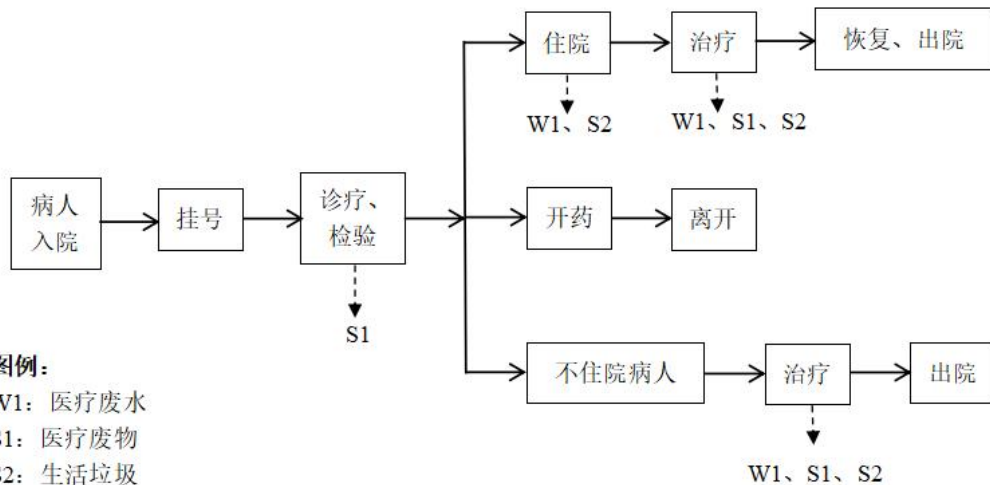 住院
治疗
恢复、出院
W1、S2
W1、S1、S2
病人
入院
挂号
诊疗、
检验
开药
离开
S1
不住院病人
治疗
出院
W1、S1、S2
图例：
W1：医疗废水
S1：医疗废物
S2：生活垃圾